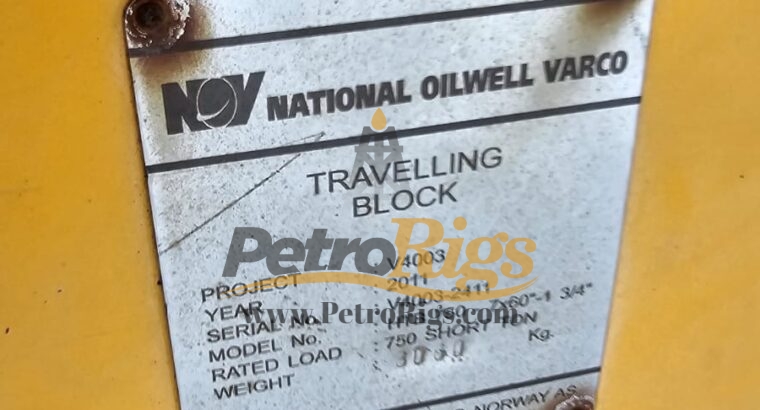 NOV NATIONAL OILWELL VARCO
TRAVELLING
BLOCK
PetroRigs
www.PetroRigs.com
PROJECT : V4003
YEAR : 2011
SERIAL No. : V4003-2411
MODEL No. : 7x60"-1 3/4"
RATED LOAD : 750 SHORT TON
WEIGHT : Kg.
NORWAY AS